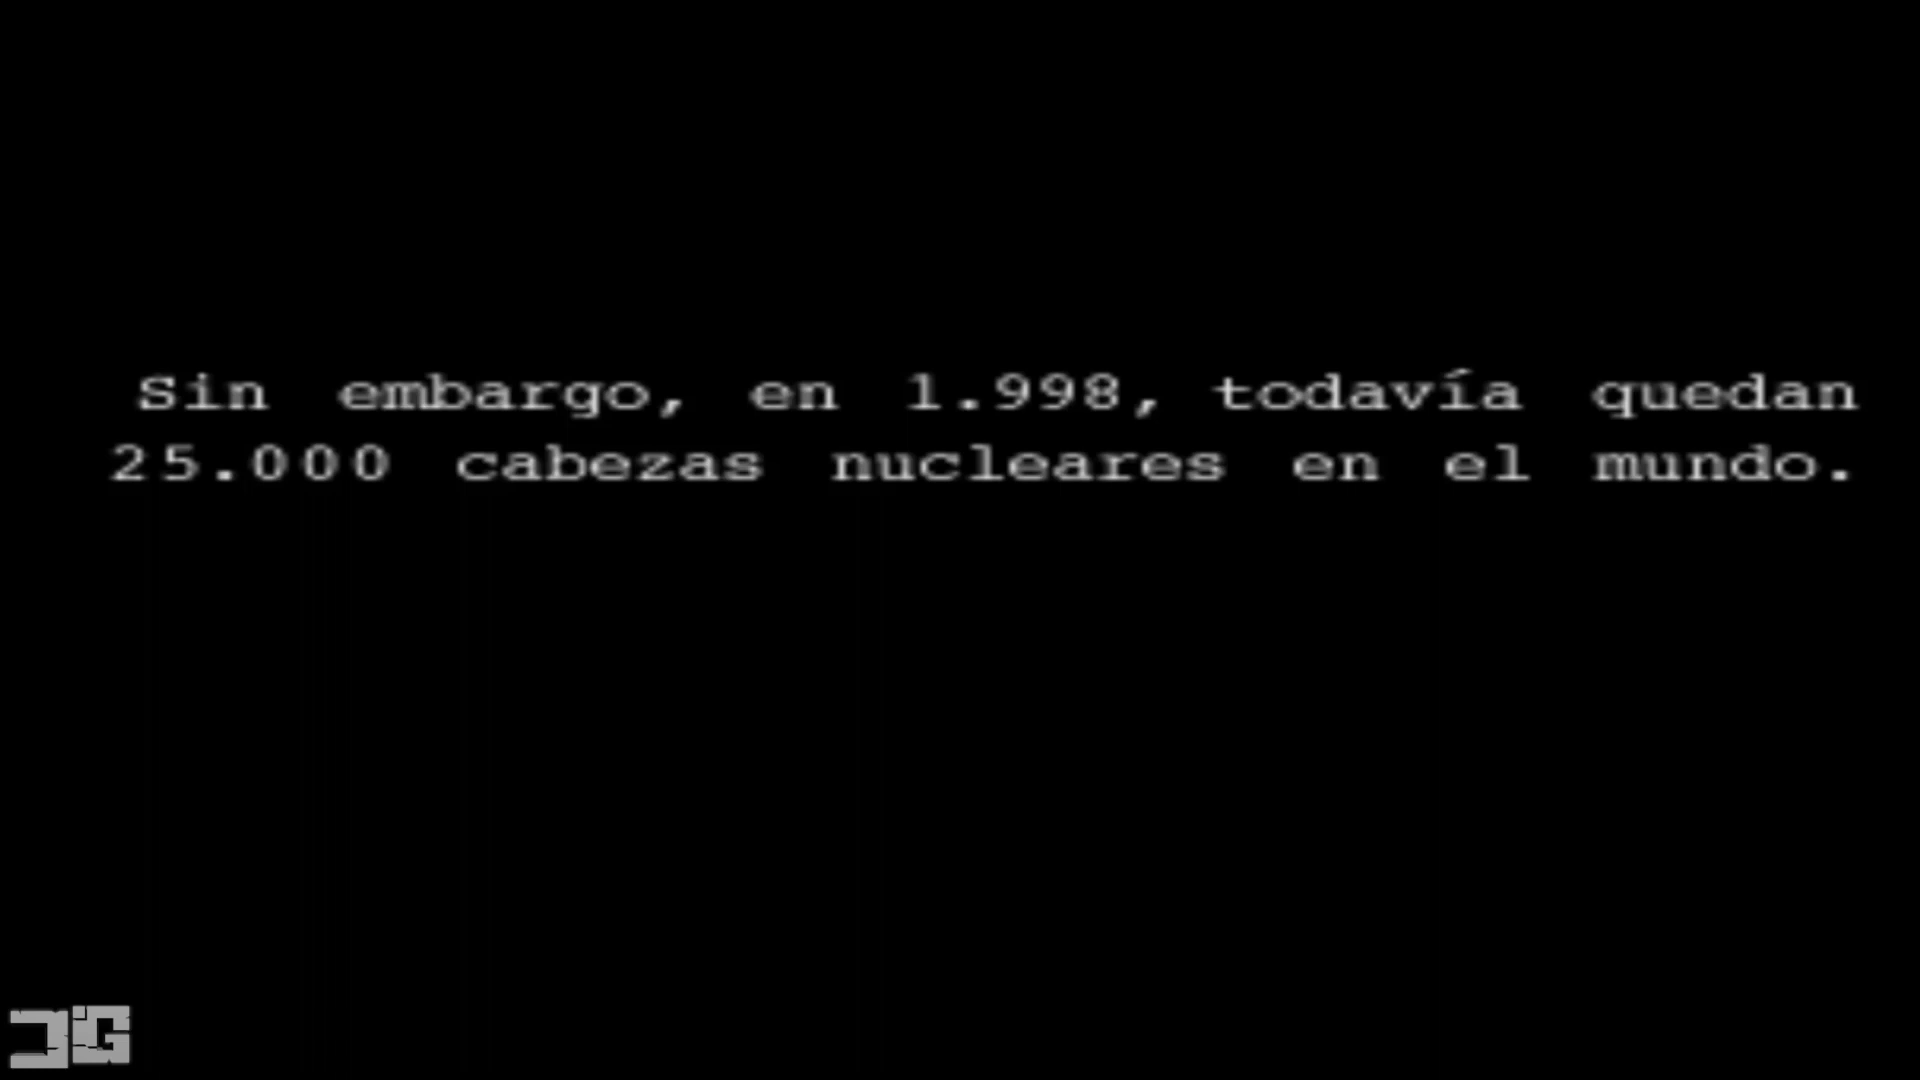 Sin embargo, en 1.998, todavía quedan
25.000 cabezas nucleares en el mundo.